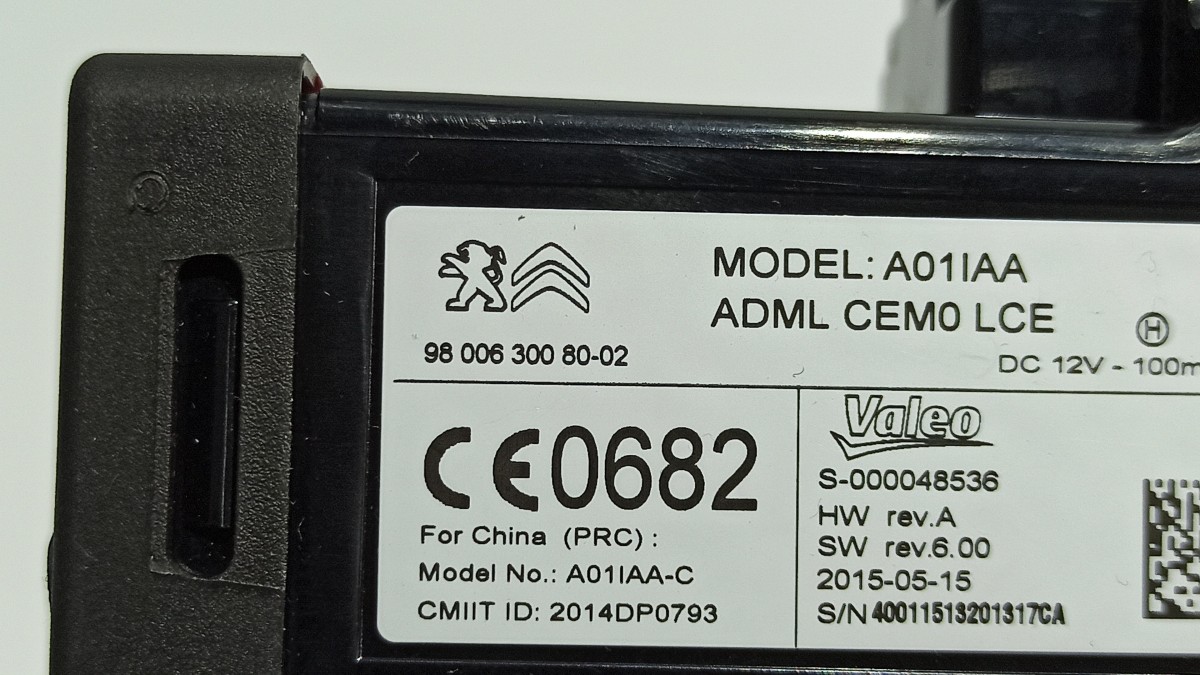 MODEL: A01IAA
ADML CEM0 LCE
H
98 006 300 80-02
DC 12V - 100m
CE0682
For China (PRC) :
Model No.: A01IAA-C
CMIIT ID: 2014DP0793
Valeo
S-000048536
HW rev.A
SW rev.6.00
2015-05-15
S/N 40011513201317CA